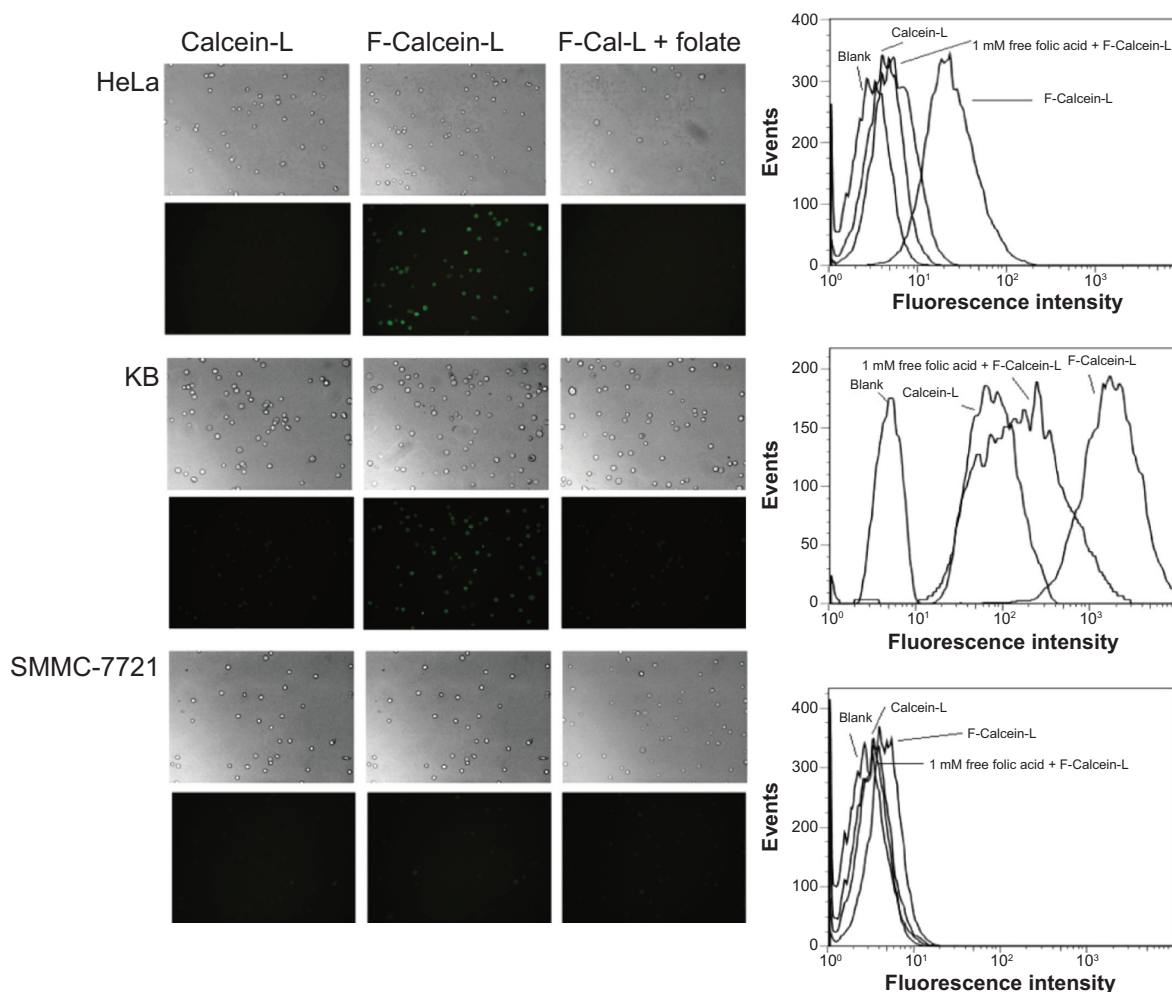 Calcein-L F-Calcein-L F-Cal-L + folate
HeLa
KB
SMMC-7721
400
300
200
100
0
Events
Blank
Calcein-L
1 mM free folic acid + F-Calcein-L
F-Calcein-L
10⁰ 10¹ 10² 10³
Fluorescence intensity
200
150
100
50
0
Events
1 mM free folic acid + F-Calcein-L
F-Calcein-L
Blank
Calcein-L
10⁰ 10¹ 10² 10³
Fluorescence intensity
400
300
200
100
0
Events
Calcein-L
Blank
F-Calcein-L
1 mM free folic acid + F-Calcein-L
10⁰ 10¹ 10² 10³
Fluorescence intensity